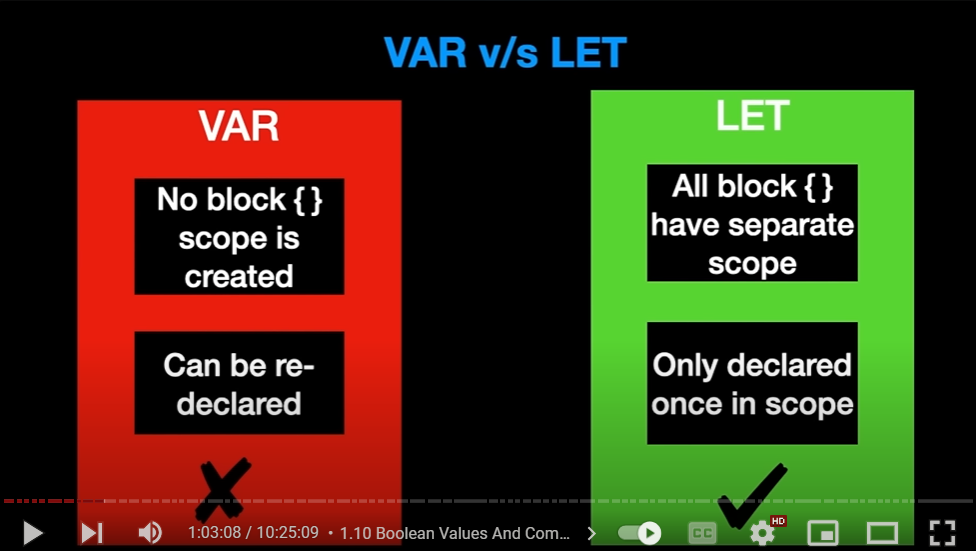 VAR v/s LET
VAR
No block { }
scope is
created
Can be re-
declared
LET
All block { }
have separate
scope
Only declared
once in scope
1:03:08 / 10:25:09 • 1.10 Boolean Values And Com...
CC
HD